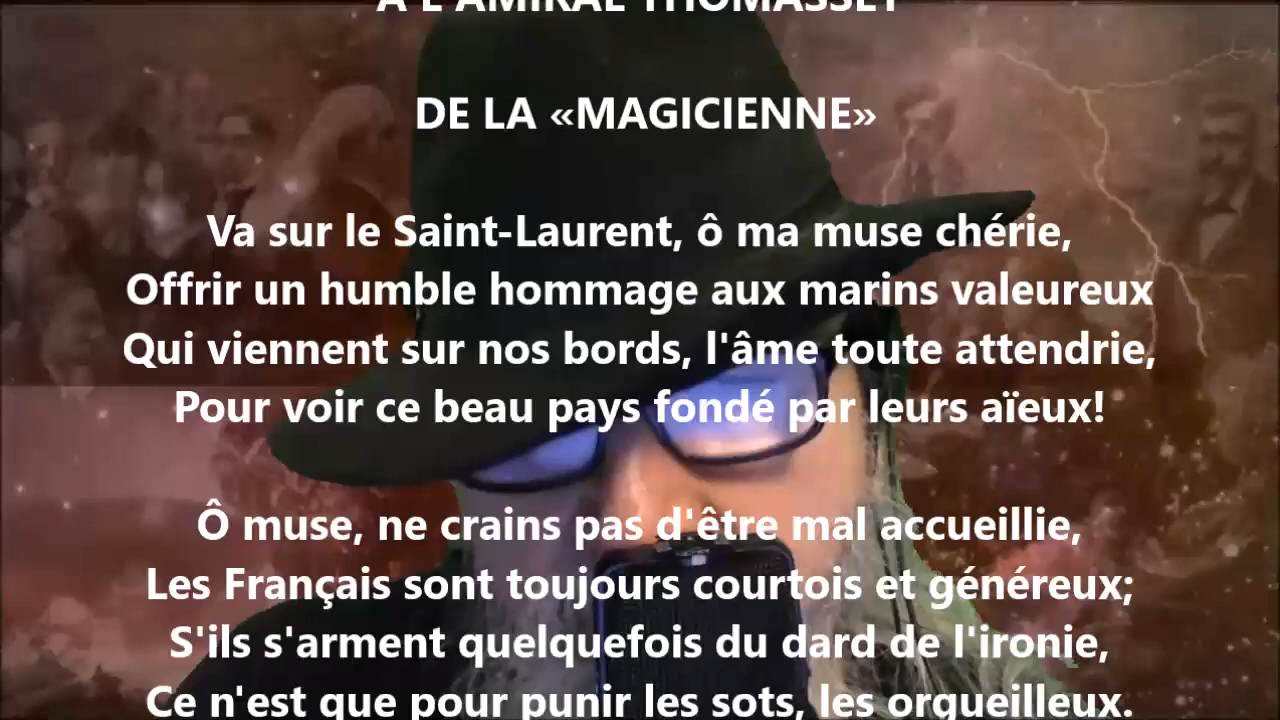 À L'AMIRAL THOMASSET
DE LA «MAGICIENNE»
Va sur le Saint-Laurent, ô ma muse chérie,
Offrir un humble hommage aux marins valeureux
Qui viennent sur nos bords, l'âme toute attendrie,
Pour voir ce beau pays fondé par leurs aïeux!
Ô muse, ne crains pas d'être mal accueillie,
Les Français sont toujours courtois et généreux;
S'ils s'arment quelquefois du dard de l'ironie,
Ce n'est que pour punir les sots, les orgueilleux.